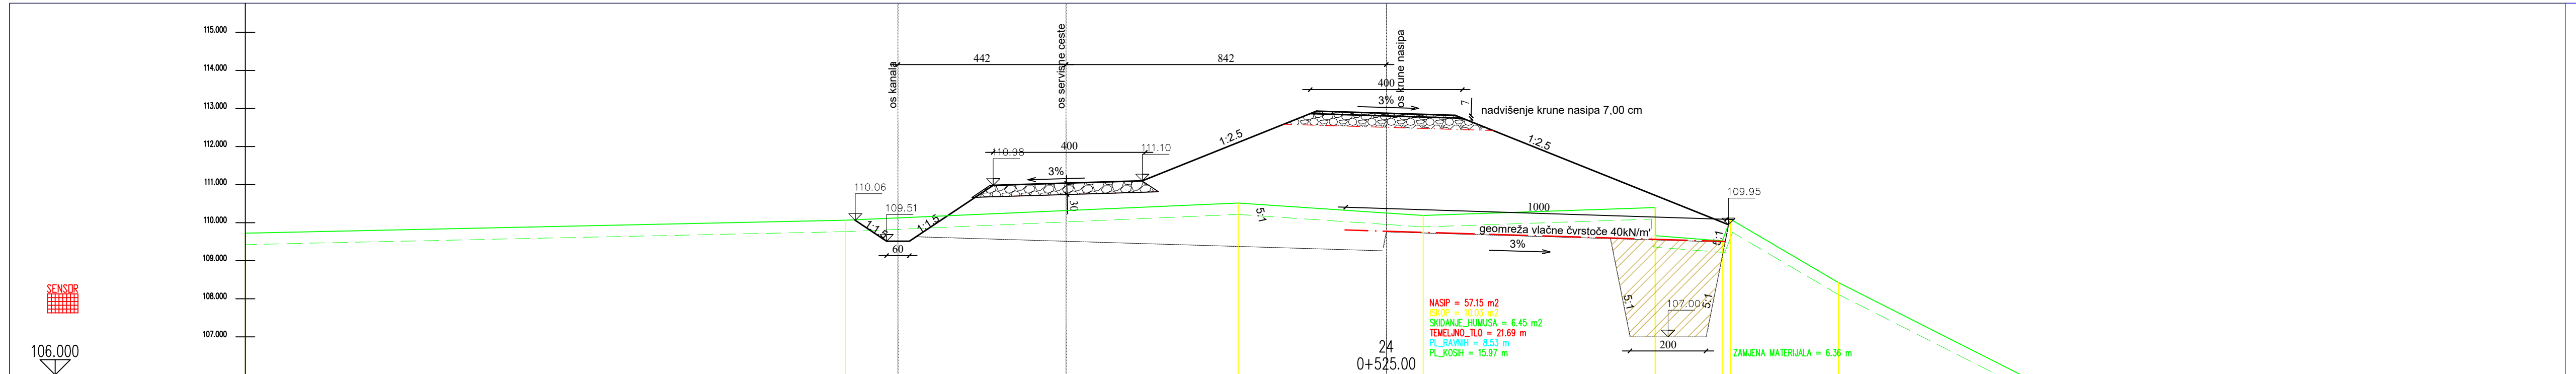 115.000
114.000
113.000
112.000
111.000
110.000
109.000
108.000
107.000
SENSOR
106.000
os kanala
442
os servisne ceste
842
os krune nasipa
400
3%
7
nadvišenje krune nasipa 7,00 cm
1:2.5
1:2.5
110.98
400
111.10
3%
30
110.06
109.51
1:1.5
1:1.5
60
5:1
1000
109.95
geomreža vlačne čvrstoče 40kN/m'
3%
5:1
5:1
107.00
5:1
200
NASIP = 57.15 m2
ISKOP = 10.03 m2
SKIDANJE_HUMUSA = 6.45 m2
TEMELJNO_TLO = 21.69 m
PL_RAVNIH = 8.53 m
PL_KOSIH = 15.97 m
ZAMJENA MATERIJALA = 6.36 m
24
0+525.00